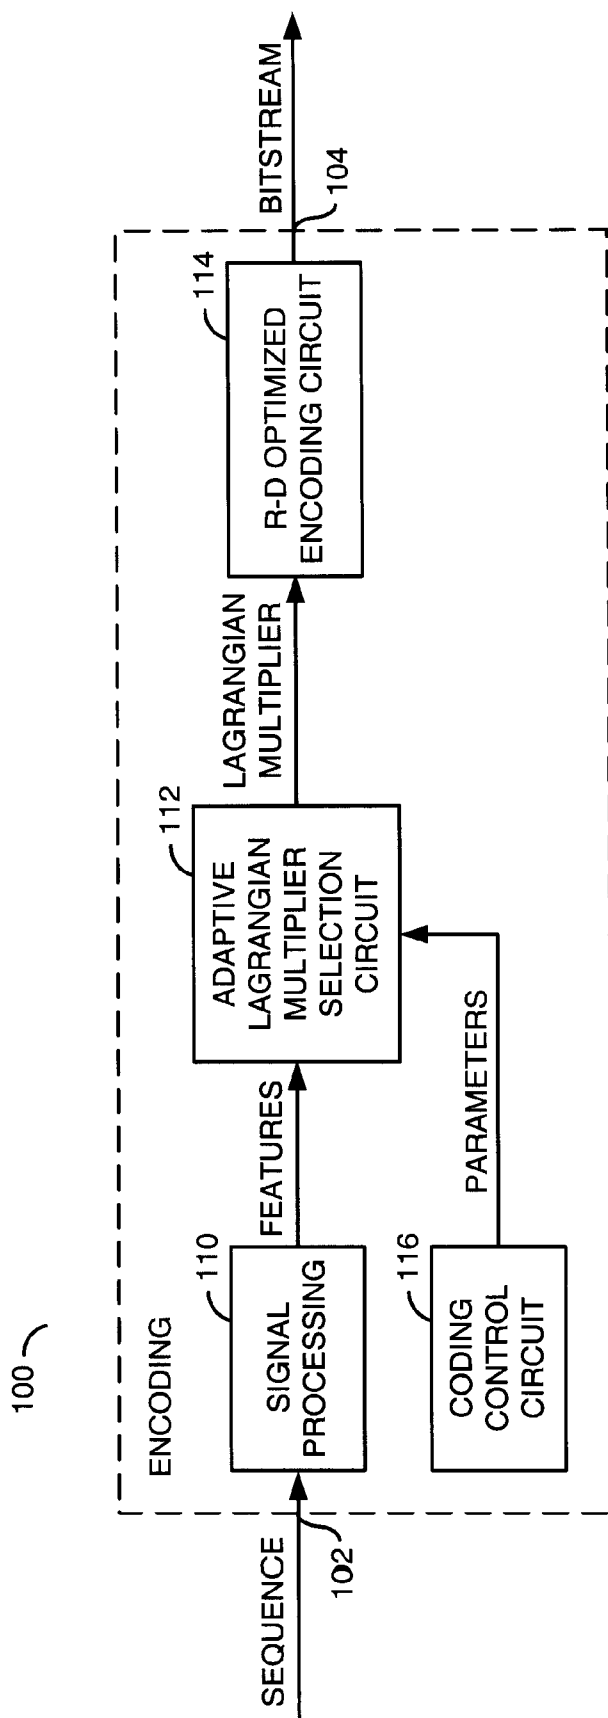 100
ENCODING
SEQUENCE
102
110
SIGNAL
PROCESSING
FEATURES
116
CODING
CONTROL
CIRCUIT
PARAMETERS
112
ADAPTIVE
LAGRANGIAN
MULTIPLIER
SELECTION
CIRCUIT
LAGRANGIAN
MULTIPLIER
114
R-D OPTIMIZED
ENCODING CIRCUIT
104
BITSTREAM